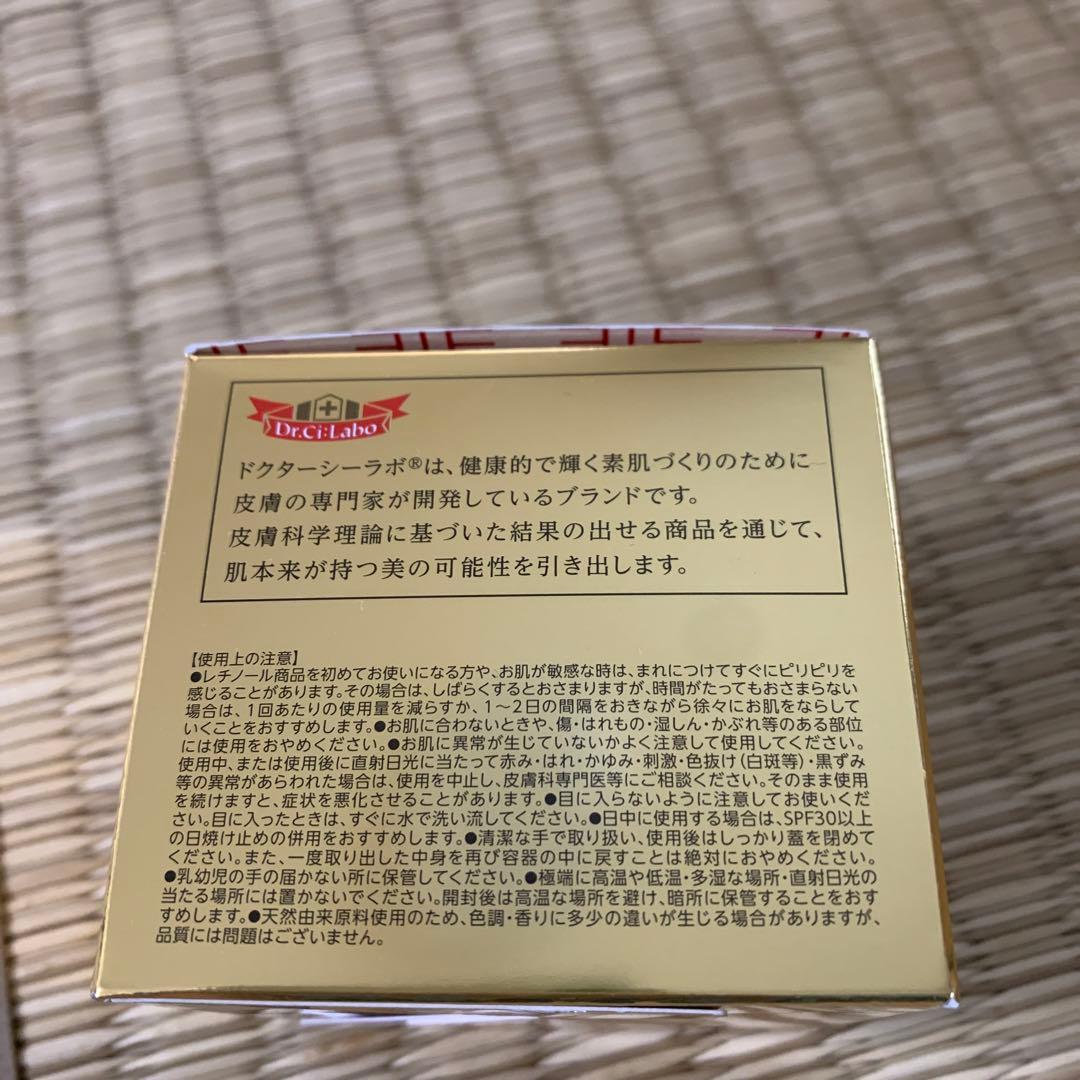 Dr.Ci:Labo
ドクターシーラボ®は、健康的で輝く素肌づくりのために
皮膚の専門家が開発しているブランドです。
皮膚科学理論に基づいた結果の出せる商品を通じて、
肌本来が持つ美の可能性を引き出します。
【使用上の注意】
●レチノール商品を初めてお使いになる方や、お肌が敏感な時は、まれにつけてすぐにピリピリを
感じることがあります。その場合は、しばらくするとおさまりますが、時間がたってもおさまらない
場合は、1回あたりの使用量を減らすか、1～2日の間隔をおきながら徐々にお肌をならして
いくことをおすすめします。●お肌に合わないときや、傷・はれもの・湿しん・かぶれ等のある部位
には使用をおやめください。●お肌に異常が生じていないかよく注意して使用してください。
使用中、または使用後に直射日光に当たって赤み・はれ・かゆみ・刺激・色抜け(白斑等)・黒ずみ
等の異常があらわれた場合は、使用を中止し、皮膚科専門医等にご相談ください。そのまま使用
を続けますと、症状を悪化させることがあります。●目に入らないように注意してお使いくだ
さい。目に入ったときは、すぐに水で洗い流してください。●日中に使用する場合は、SPF30以上
の日焼け止めの併用をおすすめします。●清潔な手で取り扱い、使用後はしっかり蓋を閉めて
ください。また、一度取り出した中身を再び容器の中に戻すことは絶対におやめください。
●乳幼児の手の届かない所に保管してください。●極端に高温や低温・多湿な場所・直射日光の
当たる場所には置かないでください。開封後は高温な場所を避け、暗所に保管することをおす
すめします。●天然由来原料使用のため、色調・香りに多少の違いが生じる場合がありますが、
品質には問題はございません。